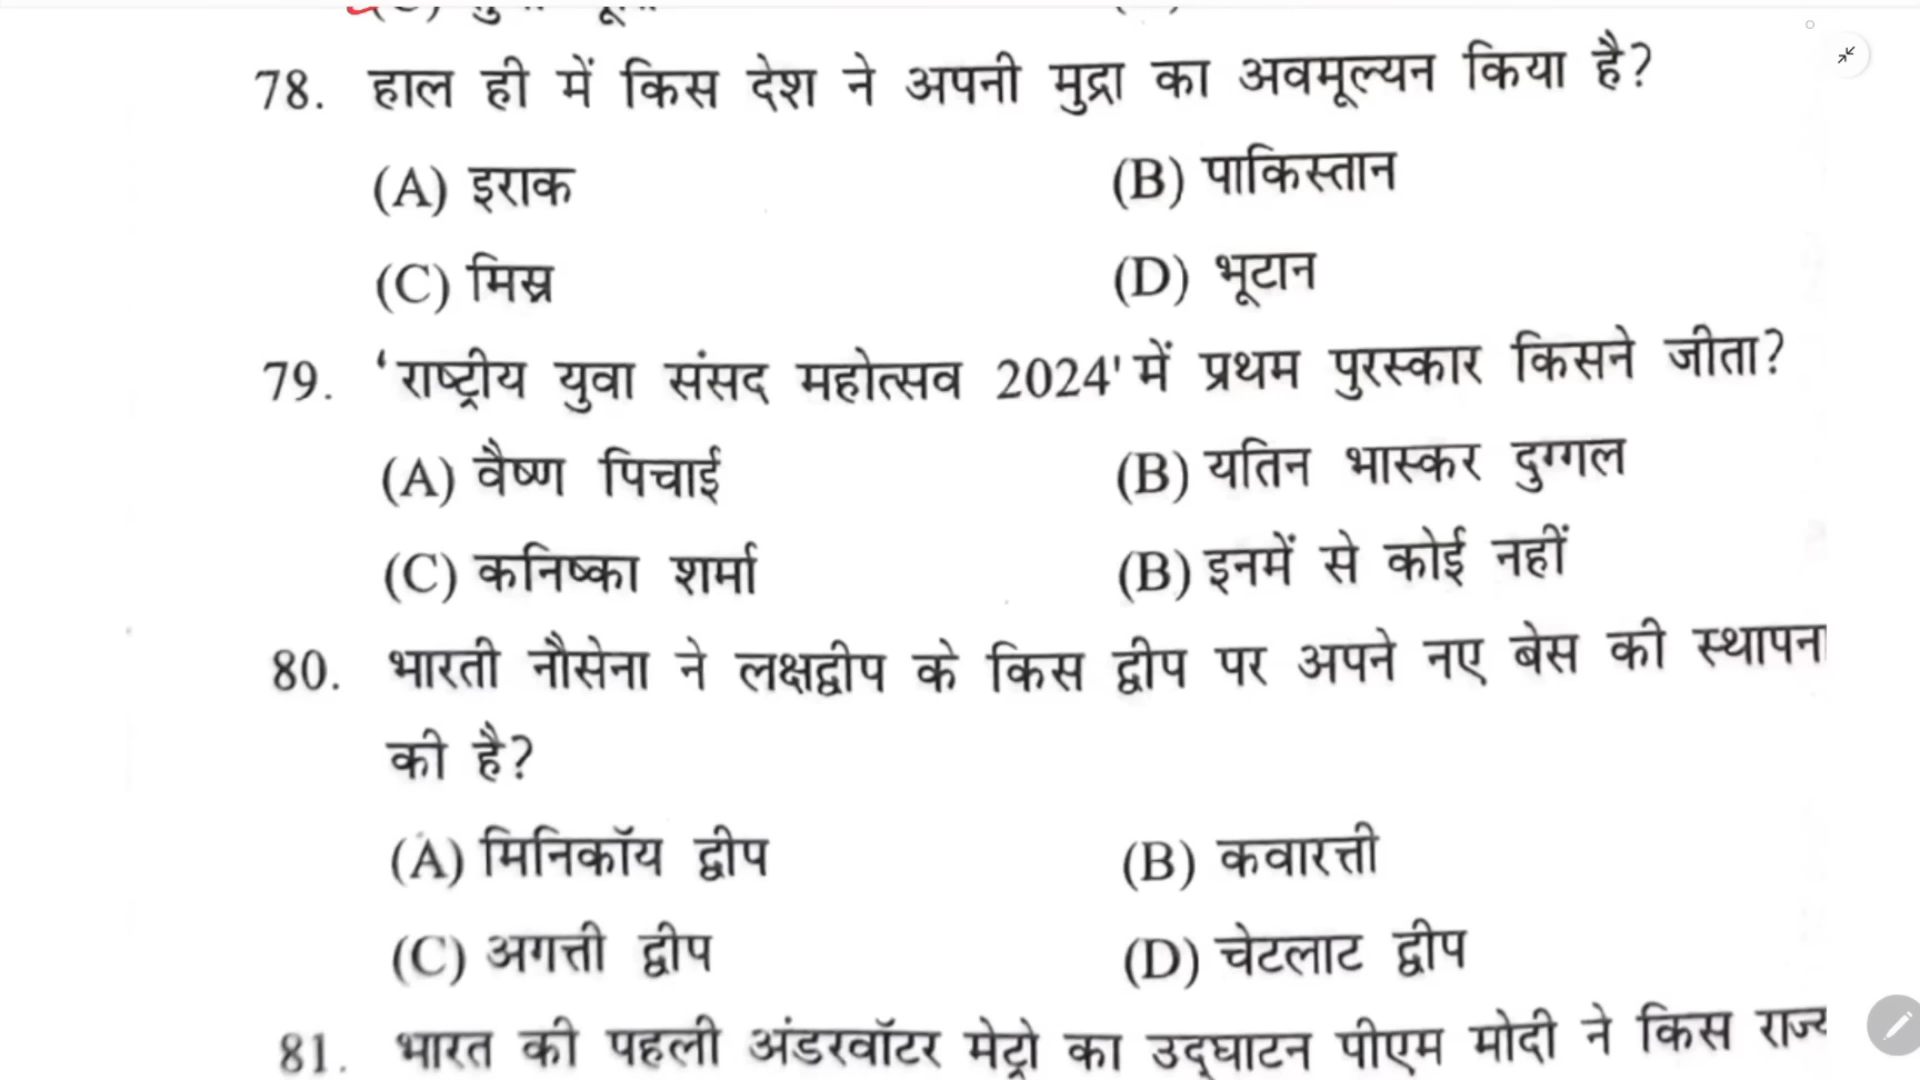 78. हाल ही में किस देश ने अपनी मुद्रा का अवमूल्यन किया है?
(A) इराक (B) पाकिस्तान
(C) मिस्र (D) भूटान
79. 'राष्ट्रीय युवा संसद महोत्सव 2024' में प्रथम पुरस्कार किसने जीता?
(A) वैष्ण पिचाई (B) यतिन भास्कर दुग्गल
(C) कनिष्का शर्मा (B) इनमें से कोई नहीं
80. भारती नौसेना ने लक्षद्वीप के किस द्वीप पर अपने नए बेस की स्थापना
की है?
(A) मिनिकॉय द्वीप (B) कवारत्ती
(C) अगत्ती द्वीप (D) चेटलाट द्वीप
81. भारत की पहली अंडरवॉटर मेट्रो का उद्घाटन पीएम मोदी ने किस राज्य